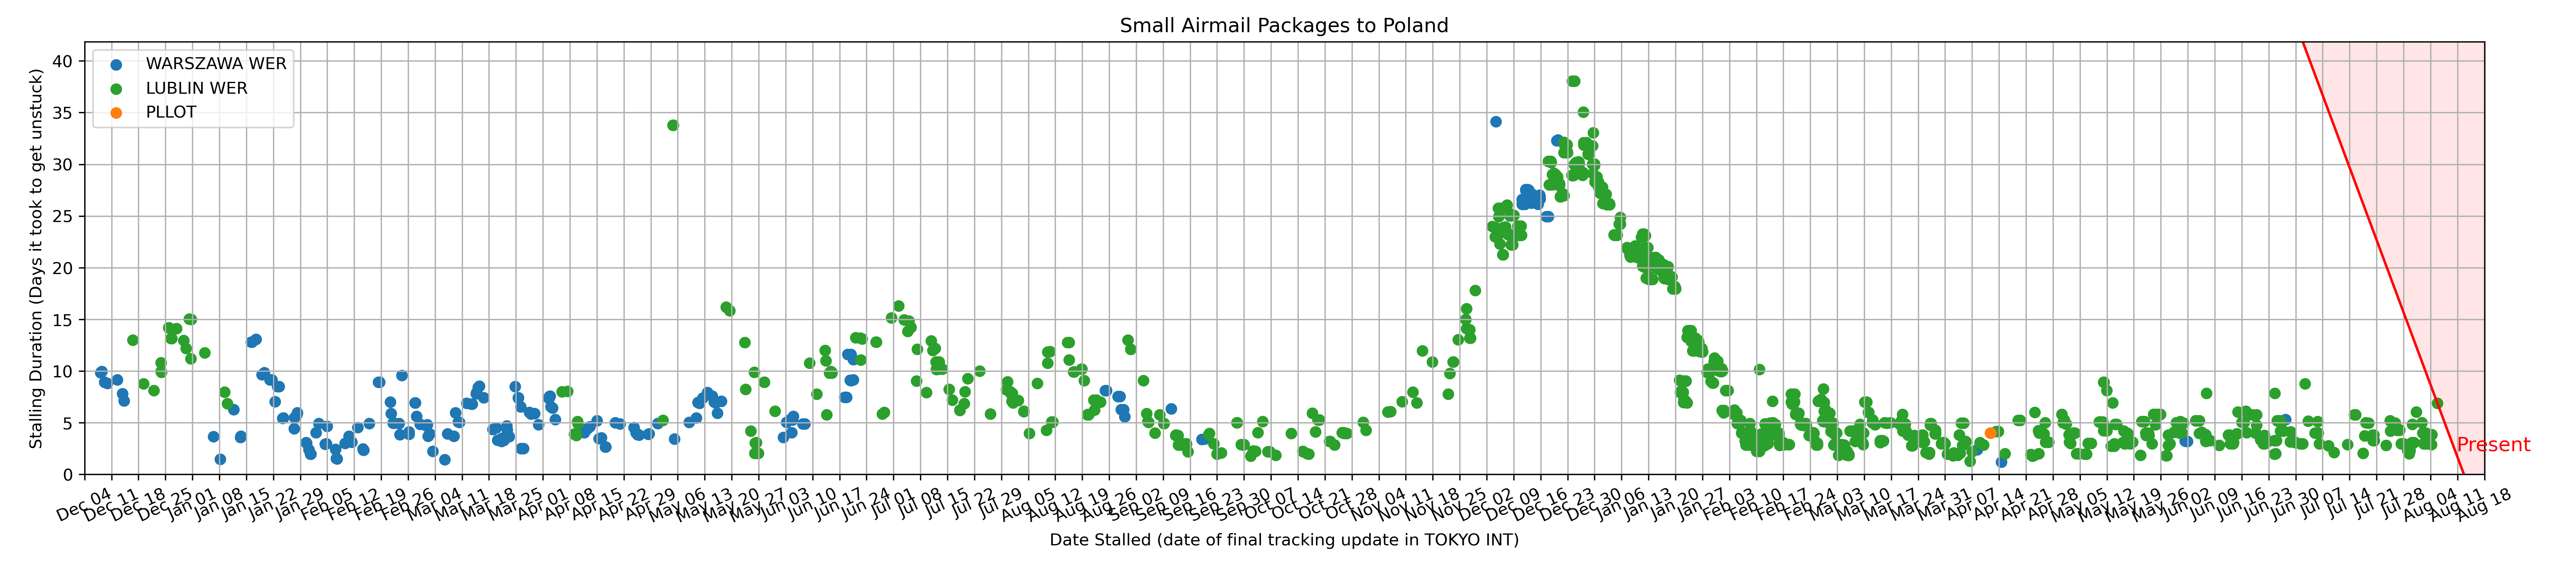 Small Airmail Packages to Poland
Stalling Duration (Days it took to get unstuck)
40
35
30
25
20
15
10
5
0
WARSZAWA WER
LUBLIN WER
PLLOT
Present
Dec 04
Dec 11
Dec 18
Dec 25
Jan 01
Jan 08
Jan 15
Jan 22
Jan 29
Feb 05
Feb 12
Feb 19
Feb 26
Mar 04
Mar 11
Mar 18
Mar 25
Apr 01
Apr 08
Apr 15
Apr 22
Apr 29
May 06
May 13
May 20
May 27
Jun 03
Jun 10
Jun 17
Jun 24
Jul 01
Jul 08
Jul 15
Jul 22
Jul 29
Aug 05
Aug 12
Aug 19
Aug 26
Sep 02
Sep 09
Sep 16
Sep 23
Sep 30
Oct 07
Oct 14
Oct 21
Oct 28
Nov 04
Nov 11
Nov 18
Nov 25
Dec 02
Dec 09
Dec 16
Dec 23
Dec 30
Jan 06
Jan 13
Jan 20
Jan 27
Feb 03
Feb 10
Feb 17
Feb 24
Mar 03
Mar 10
Mar 17
Mar 24
Mar 31
Apr 07
Apr 14
Apr 21
Apr 28
May 05
May 12
May 19
May 26
Jun 02
Jun 09
Jun 16
Jun 23
Jun 30
Jul 07
Jul 14
Jul 21
Jul 28
Aug 04
Aug 11
Aug 18
Date Stalled (date of final tracking update in TOKYO INT)